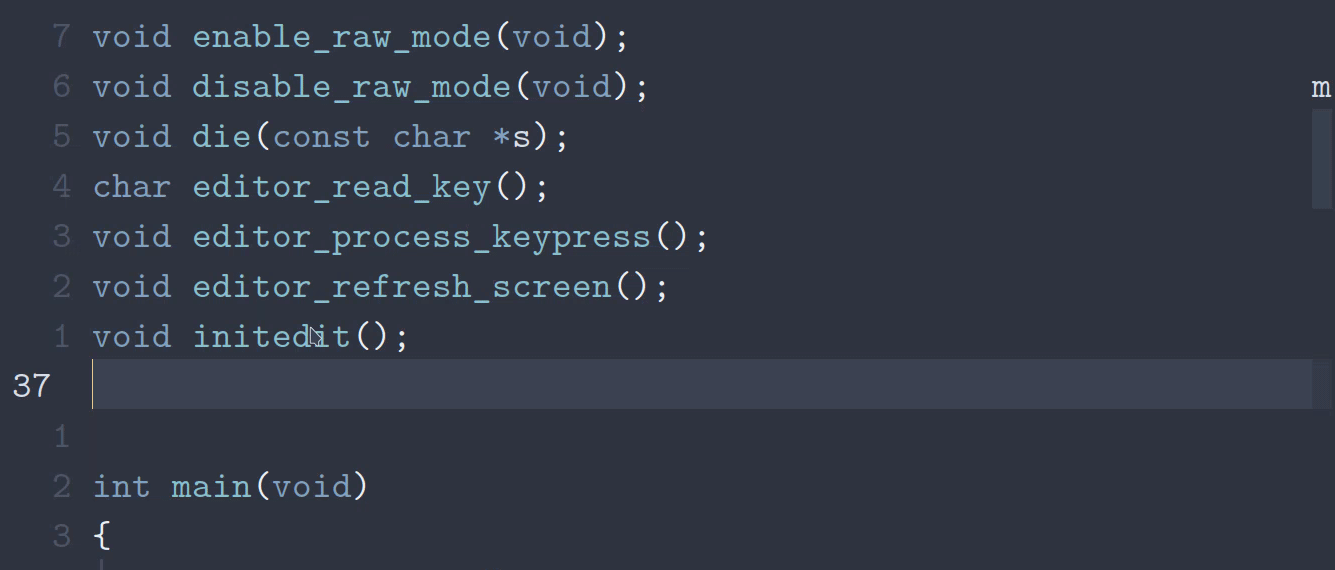 7 void enable_raw_mode(void);
6 void disable_raw_mode(void);
m
5 void die(const char *s);
4 char editor_read_key();
3 void editor_process_keypress();
2 void editor_refresh_screen();
1 void initedit();
37
1
2 int main(void)
3 {